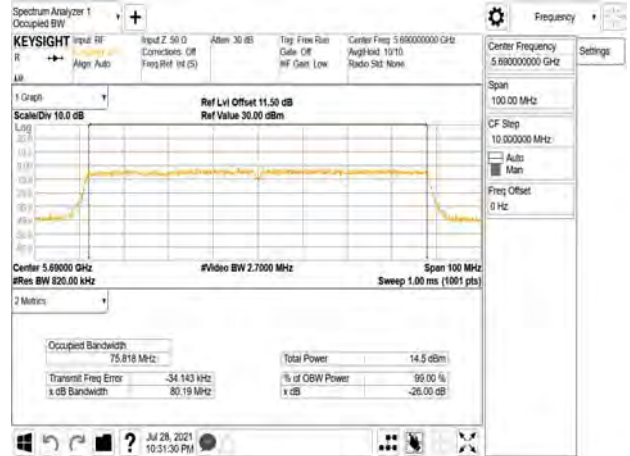 Spectrum Analyzer 1
Occupied BW
Frequency
KEYSIGHT
Input: RF
Input Z: 50 Ω
Atten: 30 dB
Trig: Free Run
Center Freq: 5.690000000 GHz
Corrections: Off
Gate: Off
Avg|Hold: 10/10
Align: Auto
Freq Ref: Int (S)
#IF Gain: Low
Radio Std: None
Center Frequency
5.690000000 GHz
Settings
Span
100.00 MHz
CF Step
10.000000 MHz
Auto
Man
Freq Offset
0 Hz
1 Graph
Ref Lvl Offset 11.50 dB
Scale/Div 10.0 dB
Ref Value 30.00 dBm
Log
Center 5.69000 GHz
#Video BW 2.7000 MHz
Span 100 MHz
#Res BW 820.00 kHz
Sweep 1.00 ms (1001 pts)
2 Metrics
Occupied Bandwidth
75.818 MHz
Total Power
14.5 dBm
Transmit Freq Error
-34.143 kHz
% of OBW Power
99.00 %
x dB Bandwidth
80.19 MHz
x dB
-26.00 dB
Jul 28, 2021
10:31:30 PM